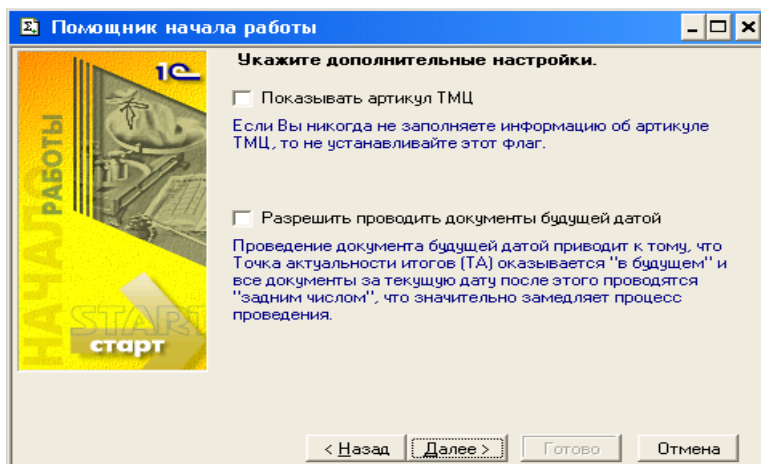 Помощник начала работы
1С
НАЧАЛО
РАБОТЫ
START
старт
Укажите дополнительные настройки.
Показывать артикул ТМЦ
Если Вы никогда не заполняете информацию об артикуле
ТМЦ, то не устанавливайте этот флаг.
Разрешить проводить документы будущей датой
Проведение документа будущей датой приводит к тому, что
Точка актуальности итогов (ТА) оказывается "в будущем" и
все документы за текущую дату после этого проводятся
"задним числом", что значительно замедляет процесс
проведения.
< Назад Далее > Готово Отмена